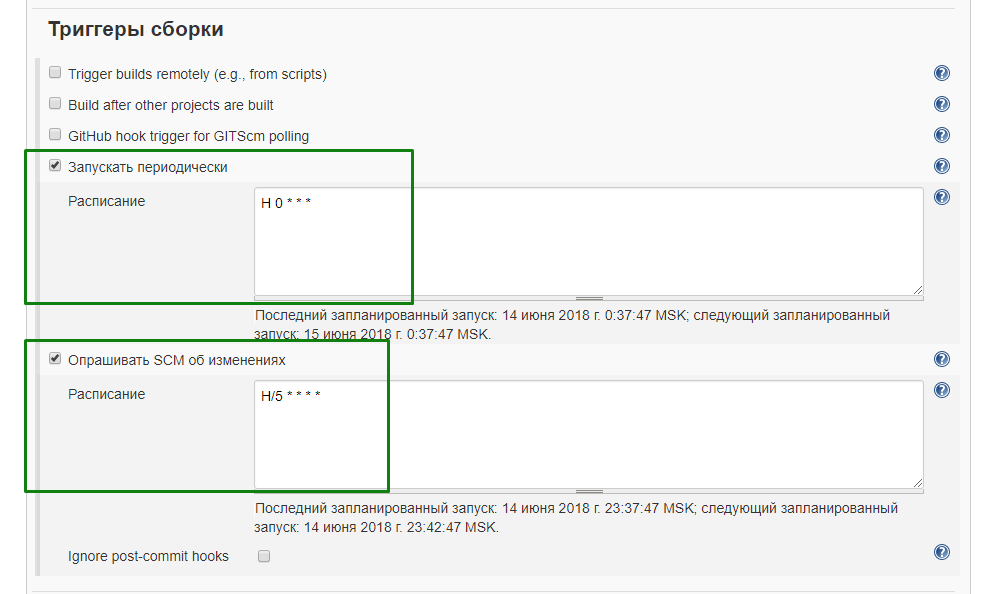 Триггеры сборки
Trigger builds remotely (e.g., from scripts)
Build after other projects are built
GitHub hook trigger for GITScm polling
Запускать периодически
Расписание
H 0 * * *
Последний запланированный запуск: 14 июня 2018 г. 0:37:47 MSK; следующий запланированный
запуск: 15 июня 2018 г. 0:37:47 MSK.
Опрашивать SCM об изменениях
Расписание
H/5 * * * *
Последний запланированный запуск: 14 июня 2018 г. 23:37:47 MSK; следующий запланированный
запуск: 14 июня 2018 г. 23:42:47 MSK.
Ignore post-commit hooks